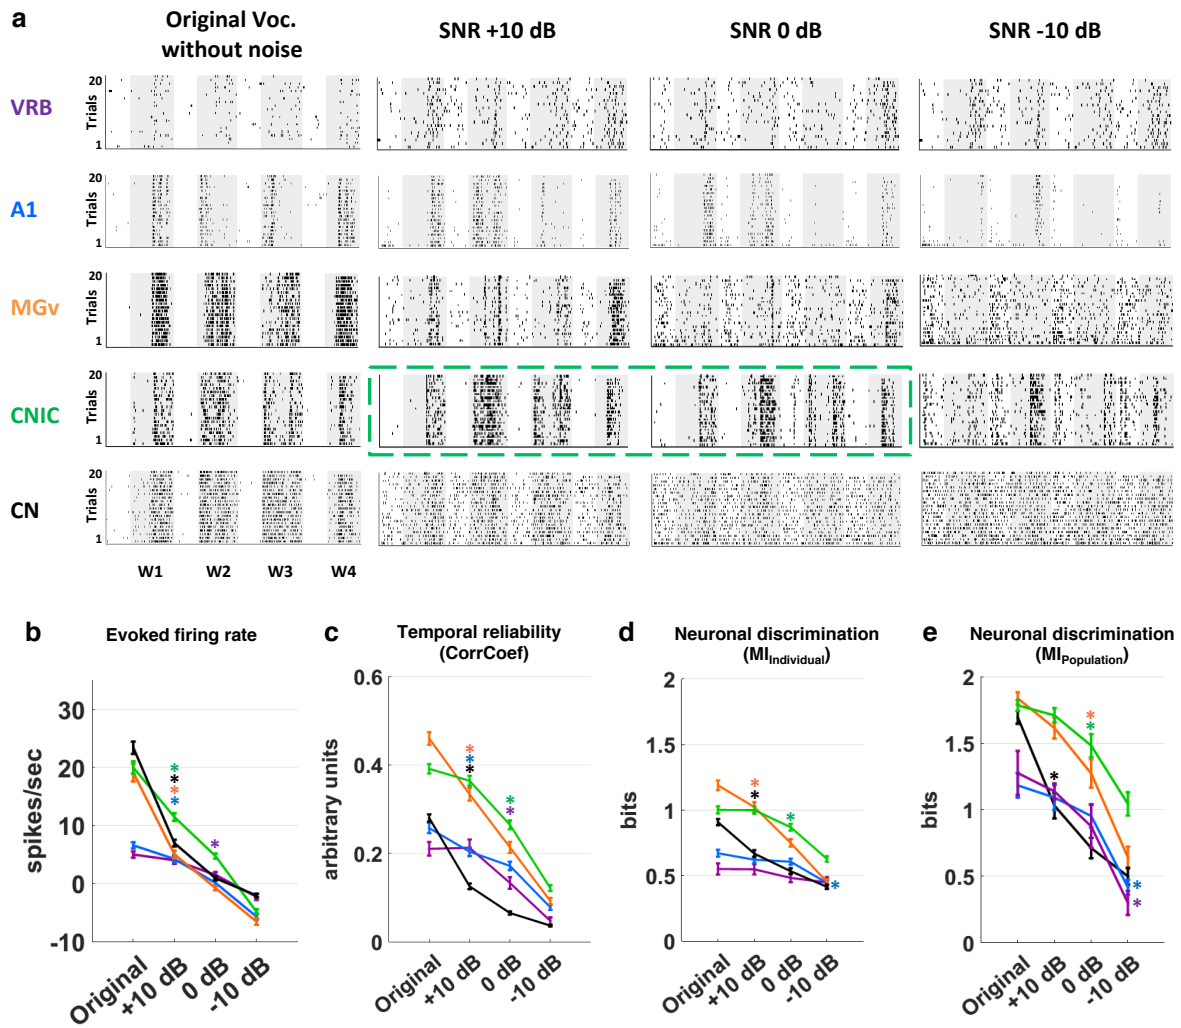 a
Original Voc.
without noise
SNR +10 dB
SNR 0 dB
SNR -10 dB
VRB
Trials
20
1
A1
Trials
20
1
MGv
Trials
20
1
CNIC
Trials
20
1
CN
Trials
20
1
W1 W2 W3 W4
b
Evoked firing rate
spikes/sec
30
20
10
0
-10
Original
+10 dB
0 dB
-10 dB
* * * * *
c
Temporal reliability
(CorrCoef)
arbitrary units
0.6
0.4
0.2
0
Original
+10 dB
0 dB
-10 dB
* * * * *
d
Neuronal discrimination
(MIIndividual)
bits
2
1.5
1
0.5
0
Original
+10 dB
0 dB
-10 dB
* * * *
e
Neuronal discrimination
(MIPopulation)
bits
2
1.5
1
0.5
0
Original
+10 dB
0 dB
-10 dB
* * * * *